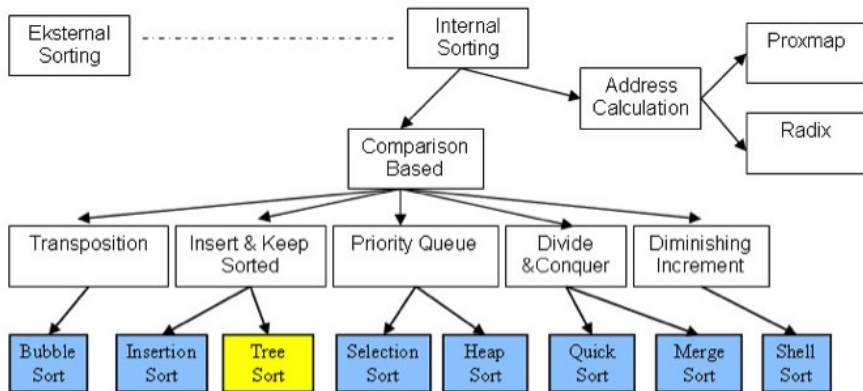 Eksternal
Sorting
Internal
Sorting
Proxmap
Address
Calculation
Radix
Comparison
Based
Transposition
Insert & Keep
Sorted
Priority Queue
Divide
&Conquer
Diminishing
Increment
Bubble
Sort
Insertion
Sort
Tree
Sort
Selection
Sort
Heap
Sort
Quick
Sort
Merge
Sort
Shell
Sort